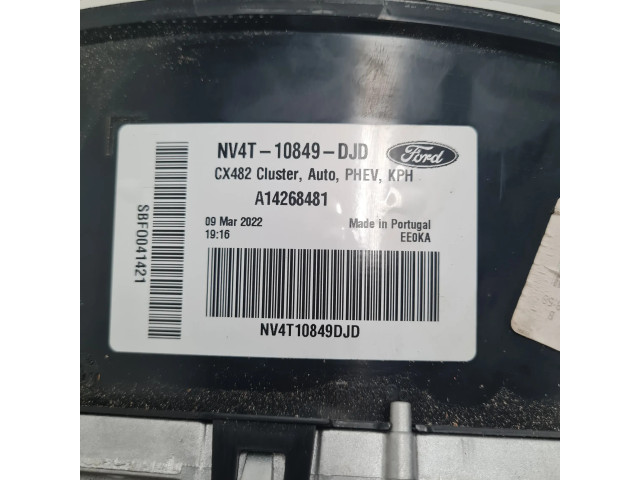 NV4T-10849-DJD
Ford
CX482 Cluster, Auto, PHEV, KPH
A14268481
09 Mar 2022
Made in Portugal
19:16
EE0KA
NV4T10849DJD
SBF0041421